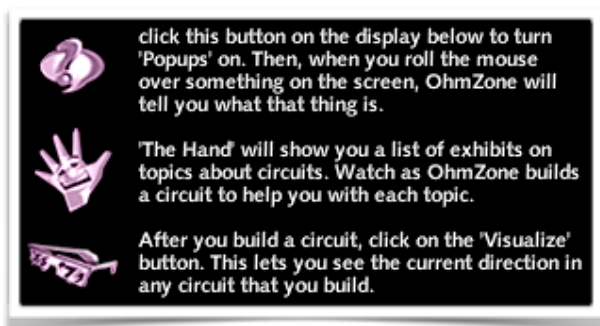 click this button on the display below to turn
'Popups' on. Then, when you roll the mouse
over something on the screen, OhmZone will
tell you what that thing is.
'The Hand' will show you a list of exhibits on
topics about circuits. Watch as OhmZone builds
a circuit to help you with each topic.
After you build a circuit, click on the 'Visualize'
button. This lets you see the current direction in
any circuit that you build.